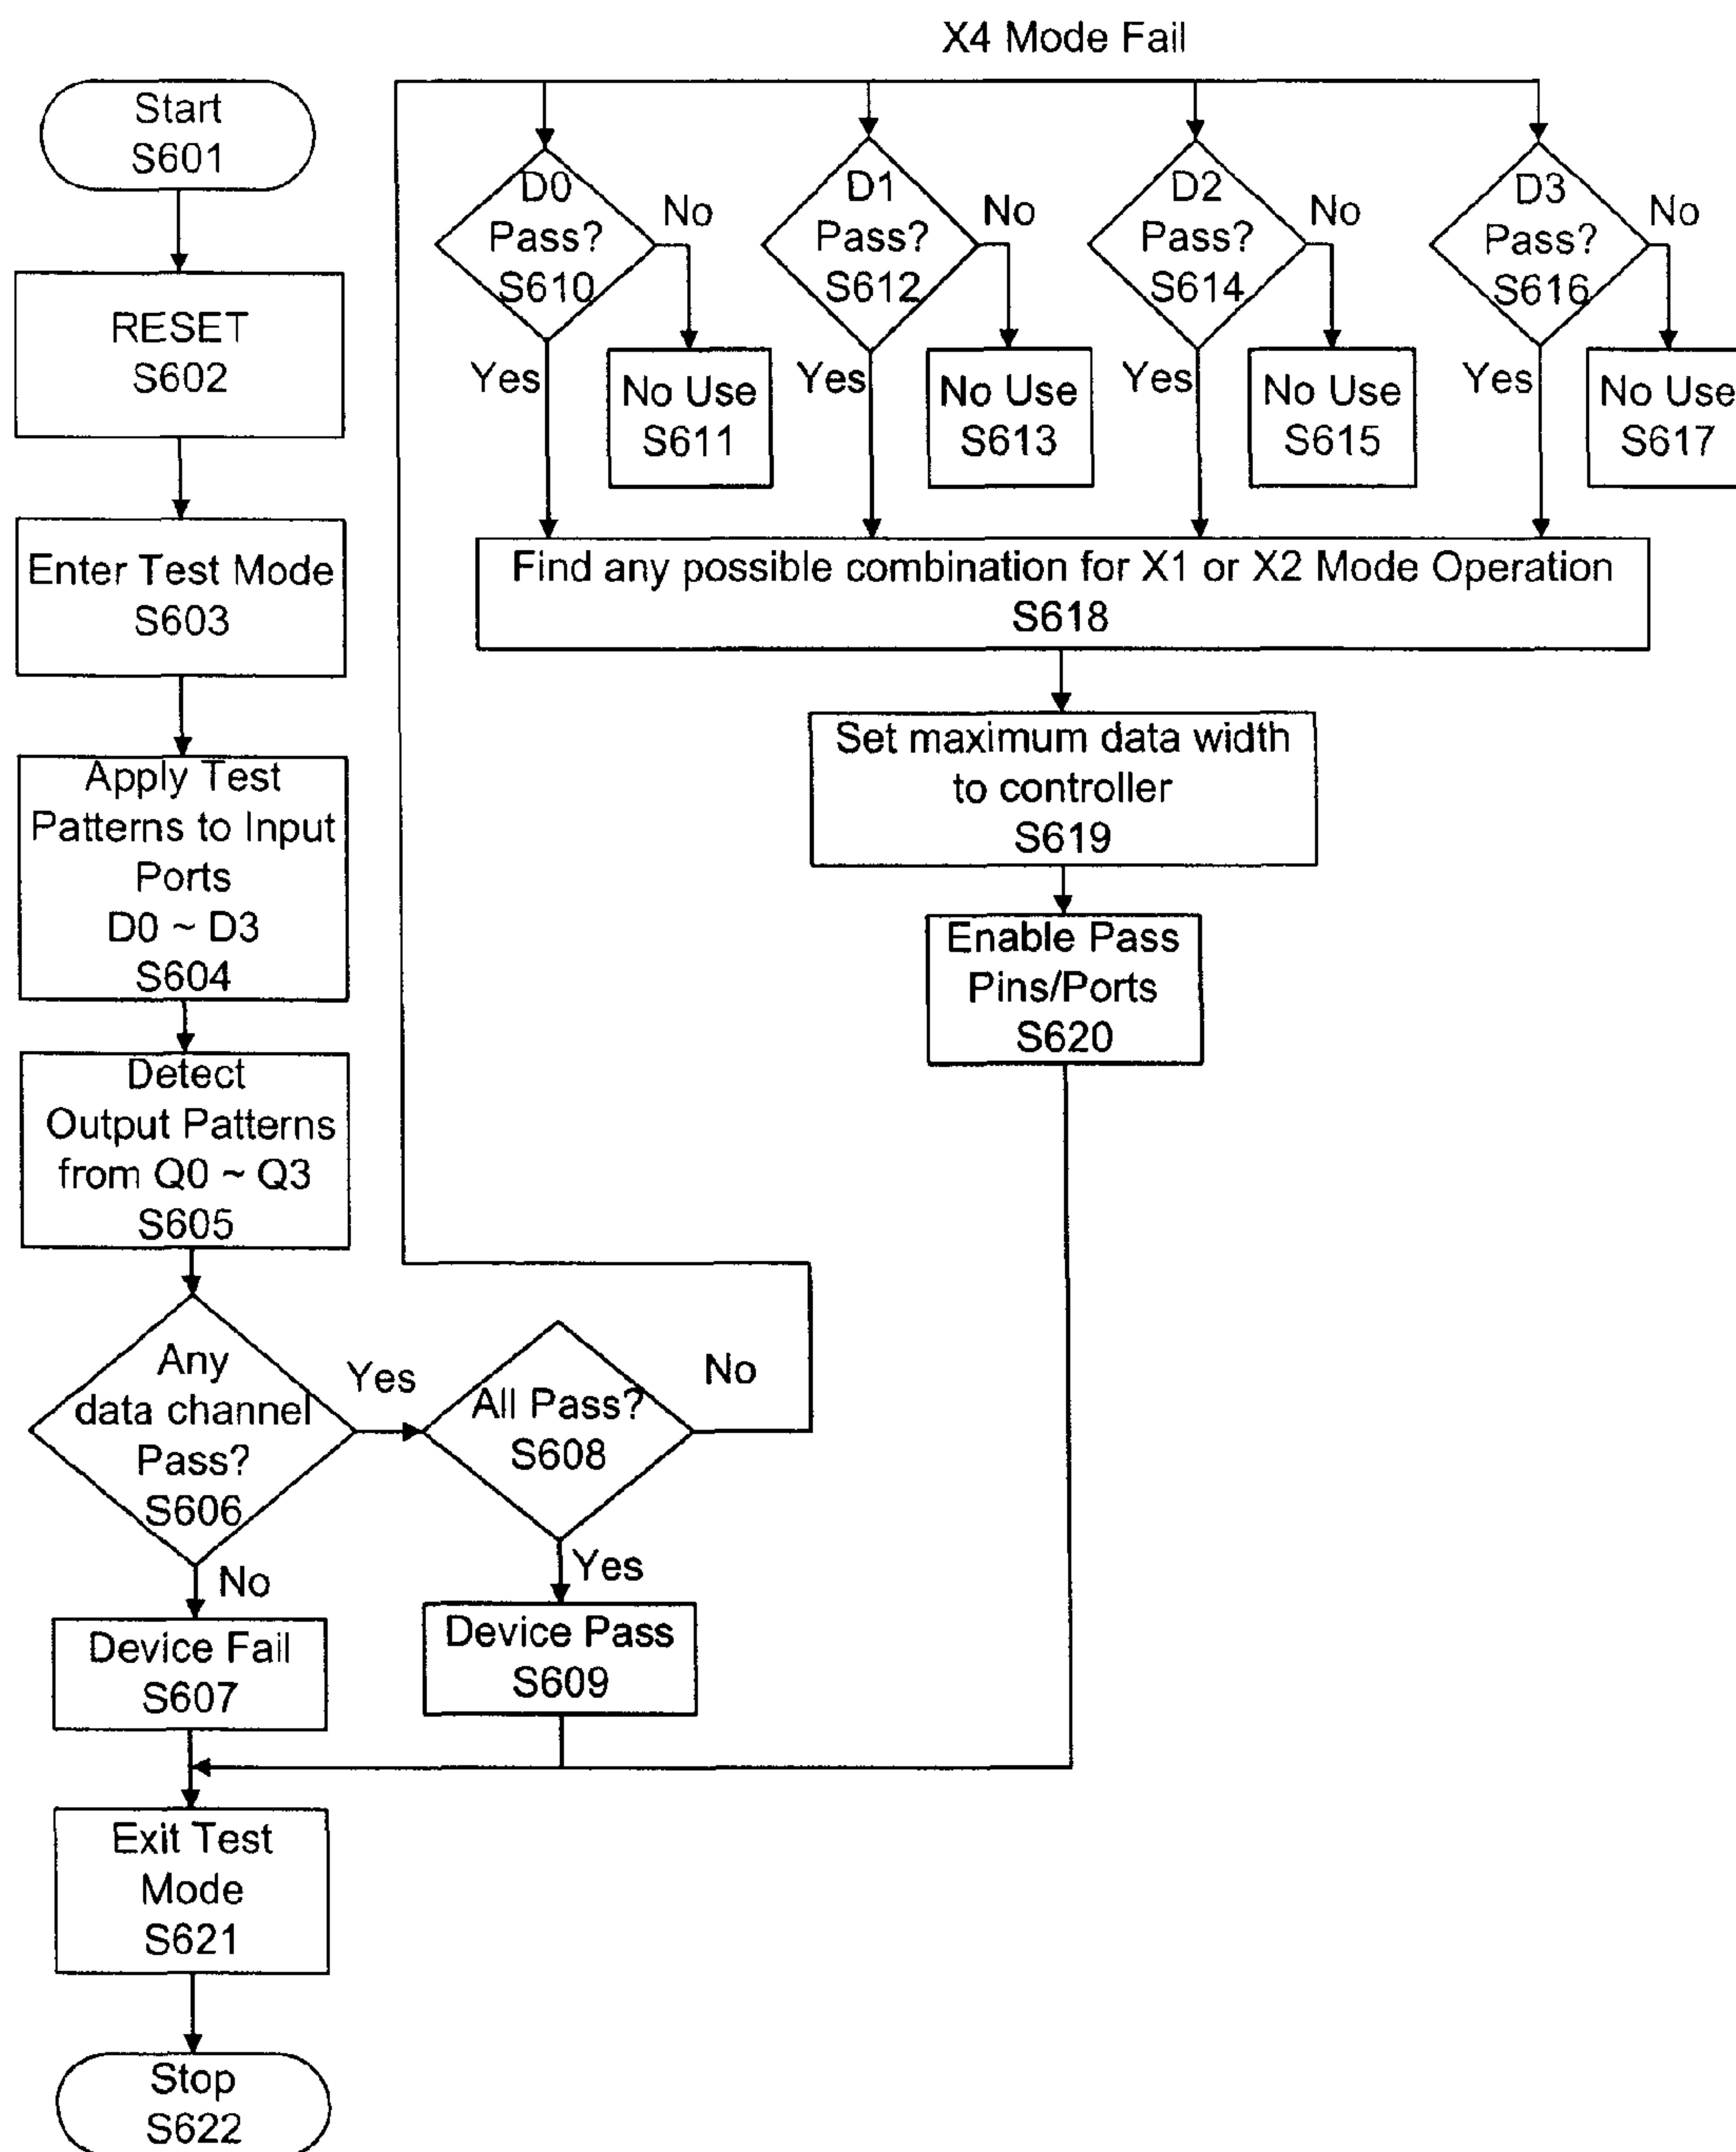 X4 Mode Fail
Start
S601
RESET
S602
Enter Test Mode
S603
Apply Test
Patterns to Input
Ports
D0 ~ D3
S604
Detect
Output Patterns
from Q0 ~ Q3
S605
Any
data channel
Pass?
S606
Yes
No
Device Fail
S607
All Pass?
S608
No
Yes
Device Pass
S609
D0
Pass?
S610
No
Yes
No Use
S611
D1
Pass?
S612
No
Yes
No Use
S613
D2
Pass?
S614
No
Yes
No Use
S615
D3
Pass?
S616
No
Yes
No Use
S617
Find any possible combination for X1 or X2 Mode Operation
S618
Set maximum data width
to controller
S619
Enable Pass
Pins/Ports
S620
Exit Test
Mode
S621
Stop
S622